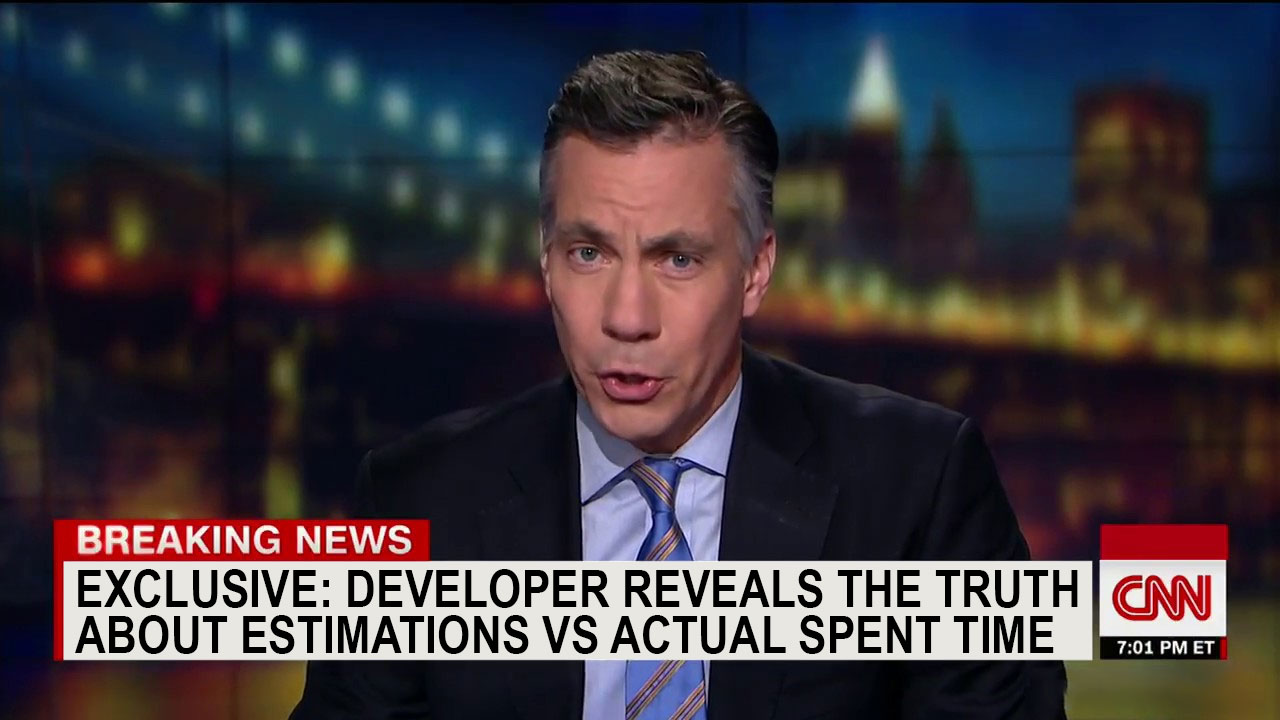 BREAKING NEWS
EXCLUSIVE: DEVELOPER REVEALS THE TRUTH
ABOUT ESTIMATIONS VS ACTUAL SPENT TIME
CNN
7:01 PM ET